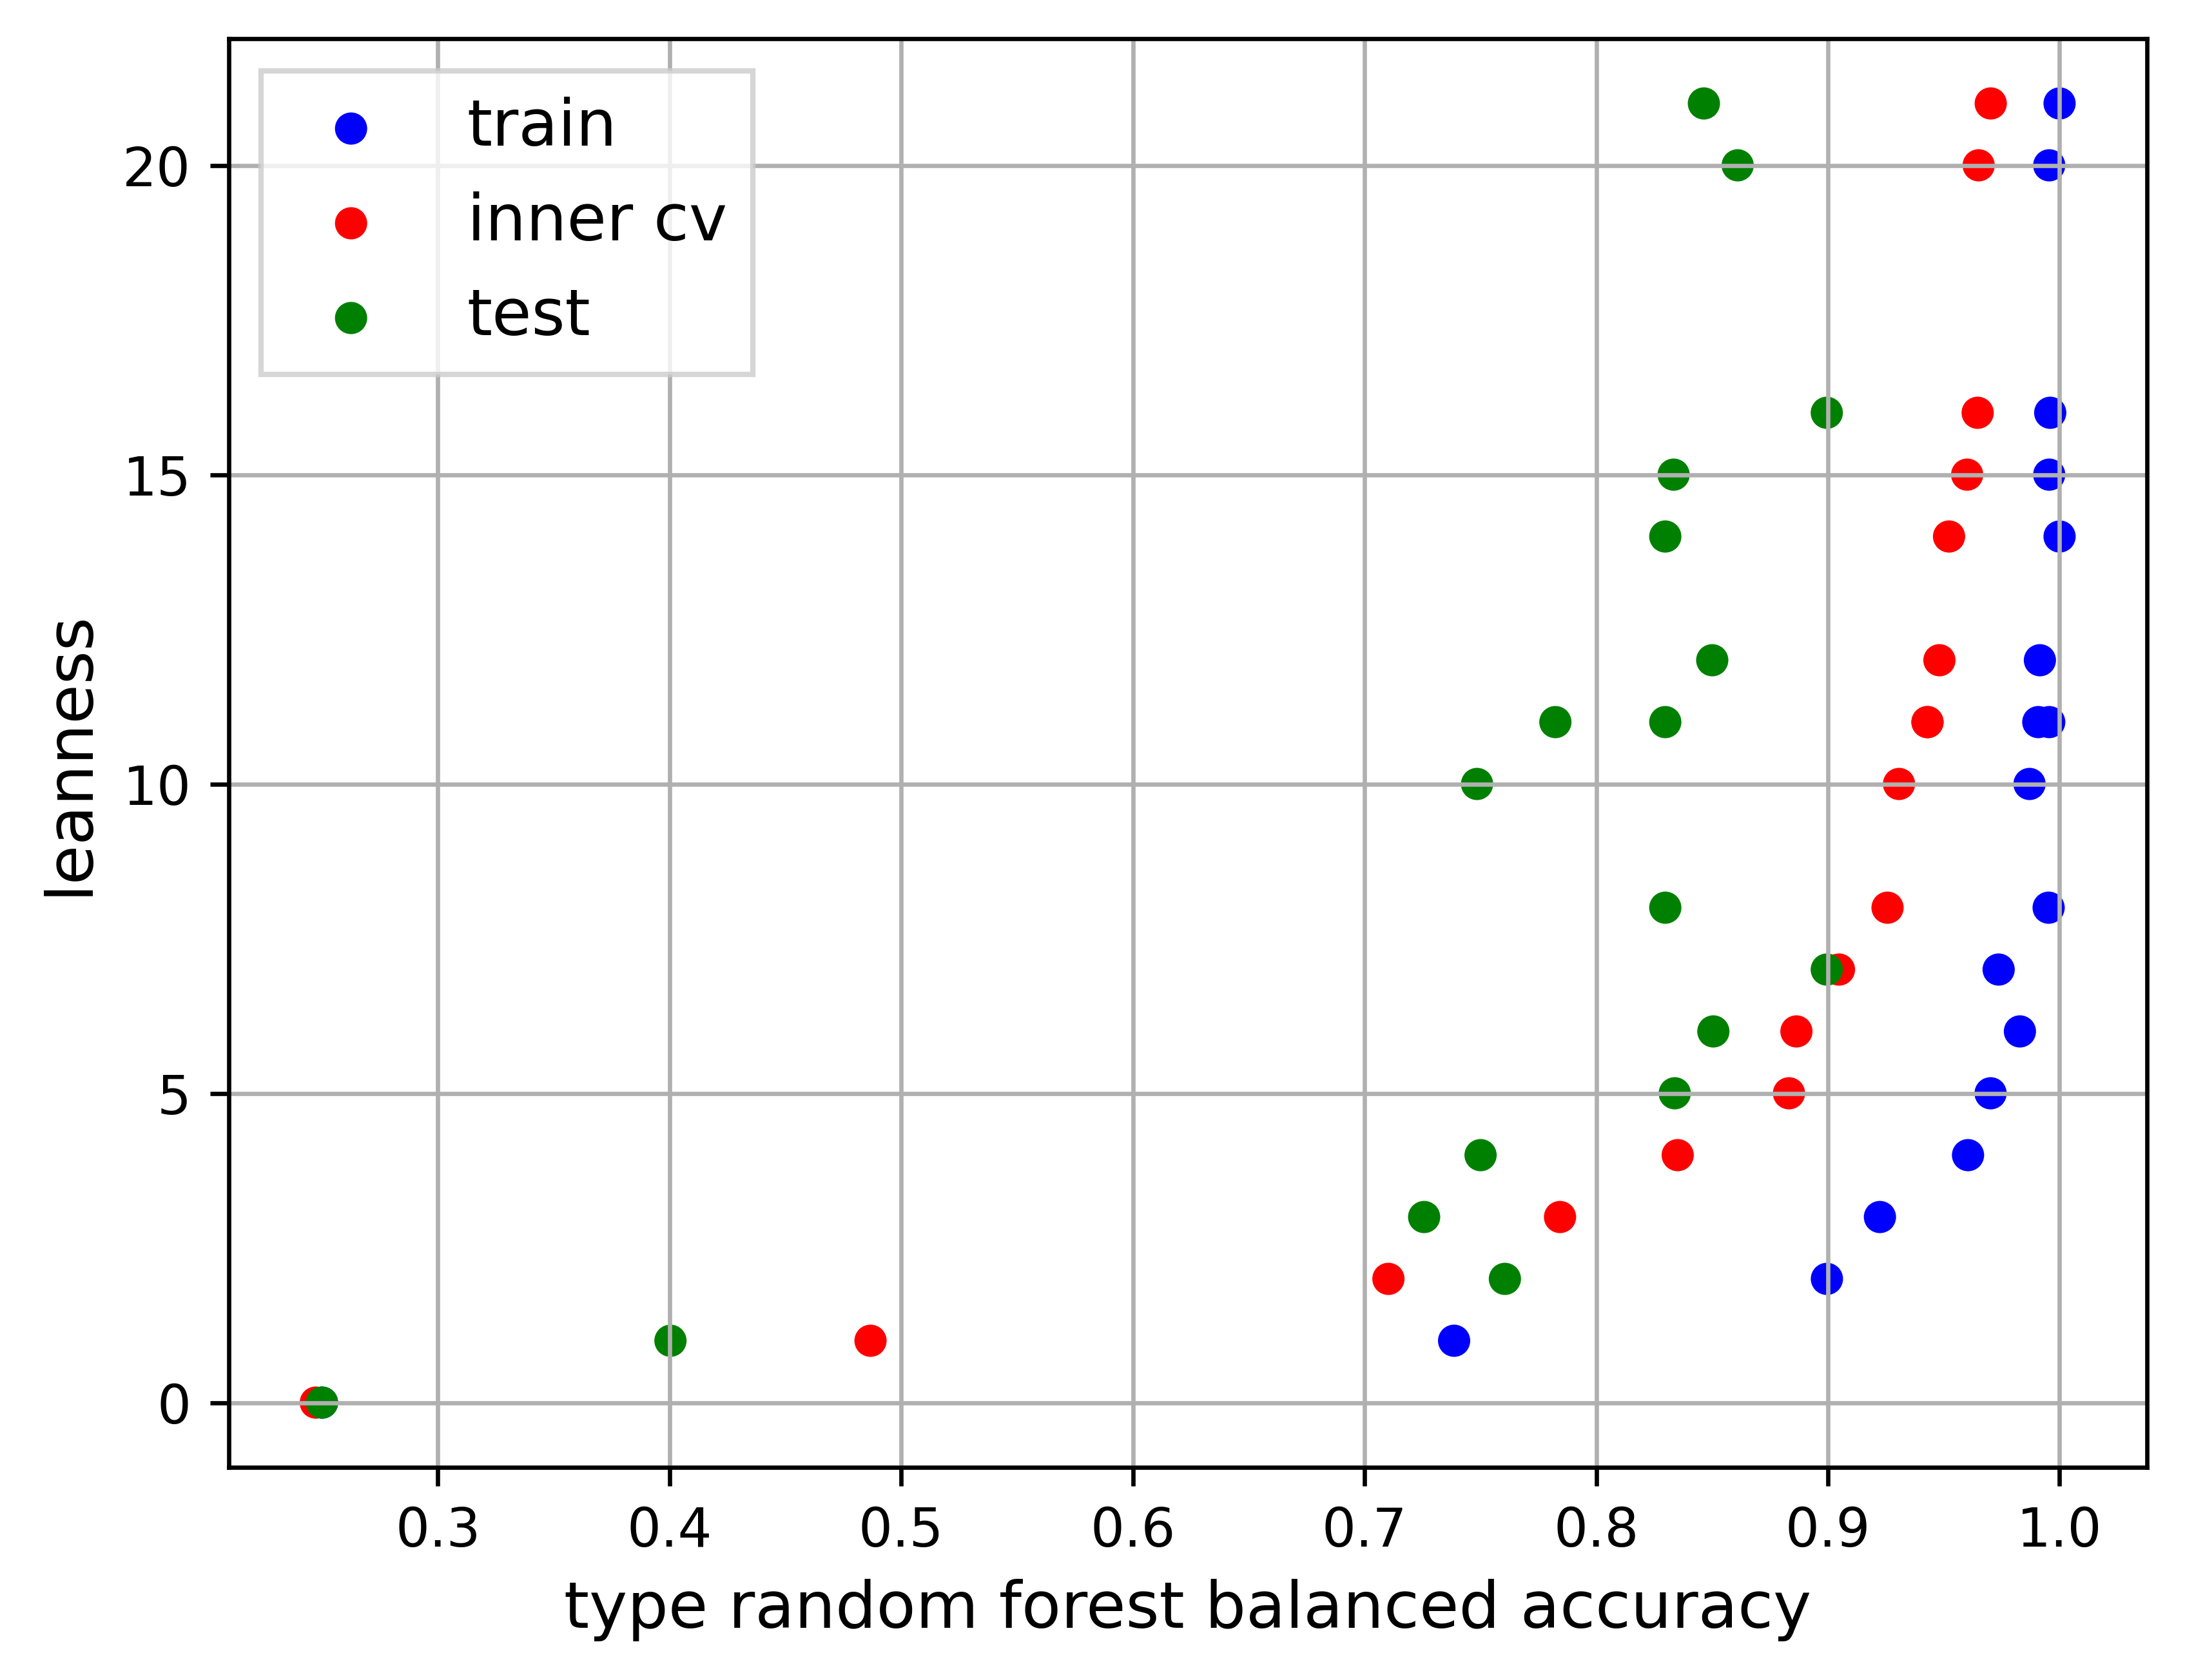 train
inner cv
test
20
15
10
5
0
leanness
0.3 0.4 0.5 0.6 0.7 0.8 0.9 1.0
type random forest balanced accuracy